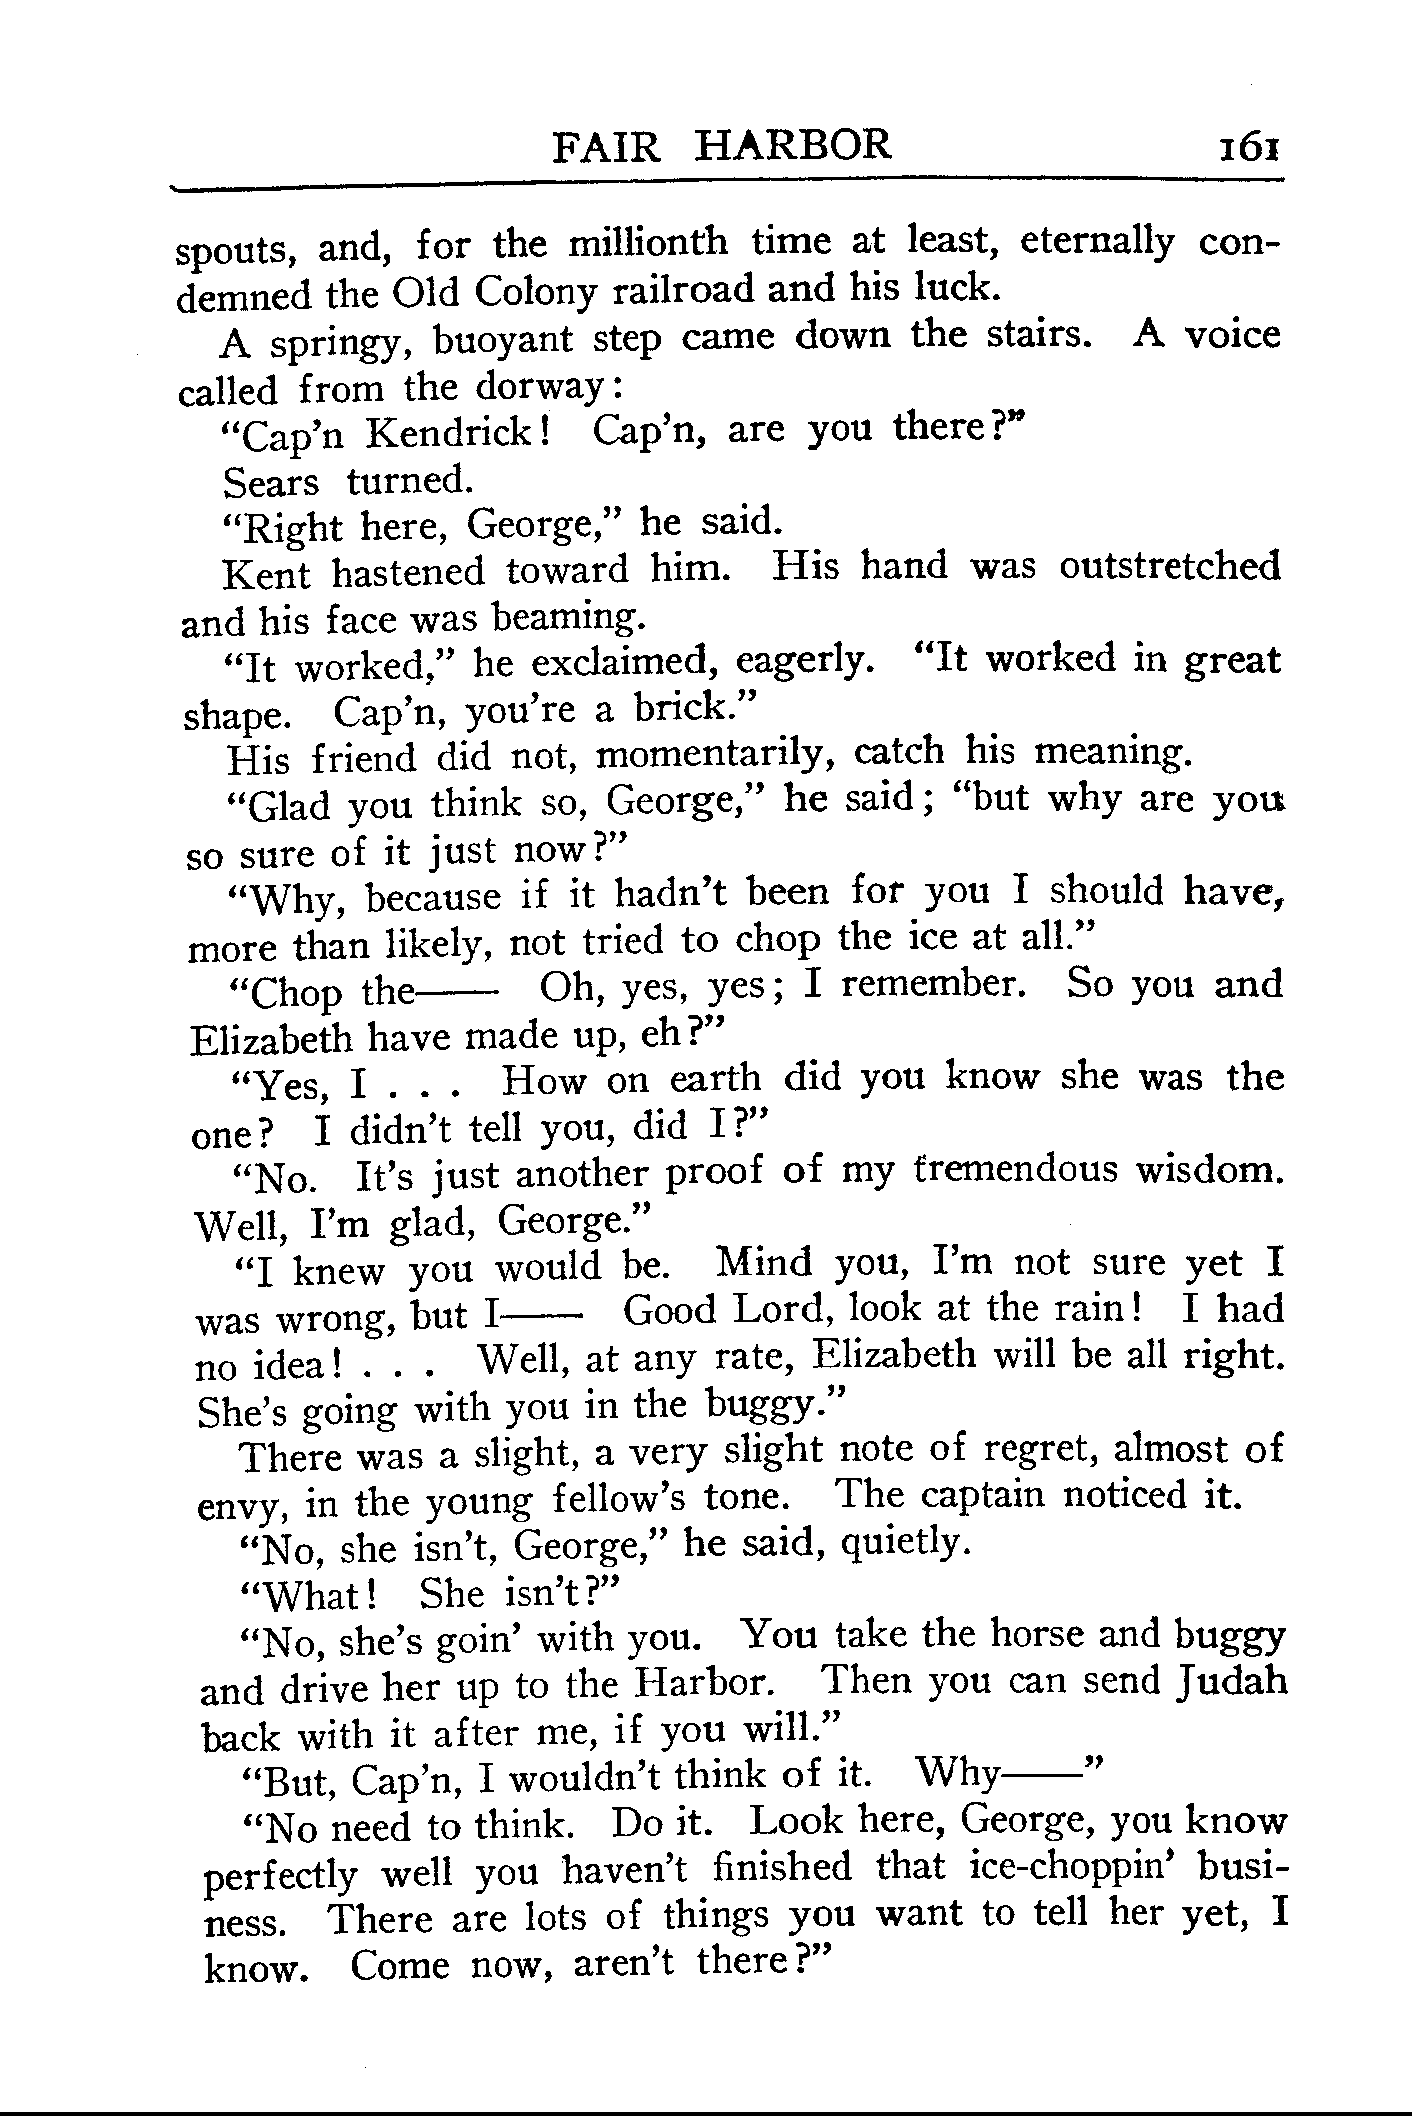 FAIR HARBOR 161
spouts, and, for the millionth time at least, eternally con-
demned the Old Colony railroad and his luck.
A springy, buoyant step came down the stairs. A voice
called from the dorway:
“Cap’n Kendrick! Cap’n, are you there?”
Sears turned.
“Right here, George,” he said.
Kent hastened toward him. His hand was outstretched
and his face was beaming.
“It worked,” he exclaimed, eagerly. “It worked in great
shape. Cap’n, you’re a brick.”
His friend did not, momentarily, catch his meaning.
“Glad you think so, George,” he said; “but why are you
so sure of it just now?”
“Why, because if it hadn’t been for you I should have,
more than likely, not tried to chop the ice at all.”
“Chop the—— Oh, yes, yes; I remember. So you and
Elizabeth have made up, eh?”
“Yes, I . . . How on earth did you know she was the
one? I didn’t tell you, did I?”
“No. It’s just another proof of my tremendous wisdom.
Well, I’m glad, George.”
“I knew you would be. Mind you, I’m not sure yet I
was wrong, but I—— Good Lord, look at the rain! I had
no idea! . . . Well, at any rate, Elizabeth will be all right.
She’s going with you in the buggy.”
There was a slight, a very slight note of regret, almost of
envy, in the young fellow’s tone. The captain noticed it.
“No, she isn’t, George,” he said, quietly.
“What! She isn’t?”
“No, she’s goin’ with you. You take the horse and buggy
and drive her up to the Harbor. Then you can send Judah
back with it after me, if you will.”
“But, Cap’n, I wouldn’t think of it. Why——”
“No need to think. Do it. Look here, George, you know
perfectly well you haven’t finished that ice-choppin’ busi-
ness. There are lots of things you want to tell her yet, I
know. Come now, aren’t there?”